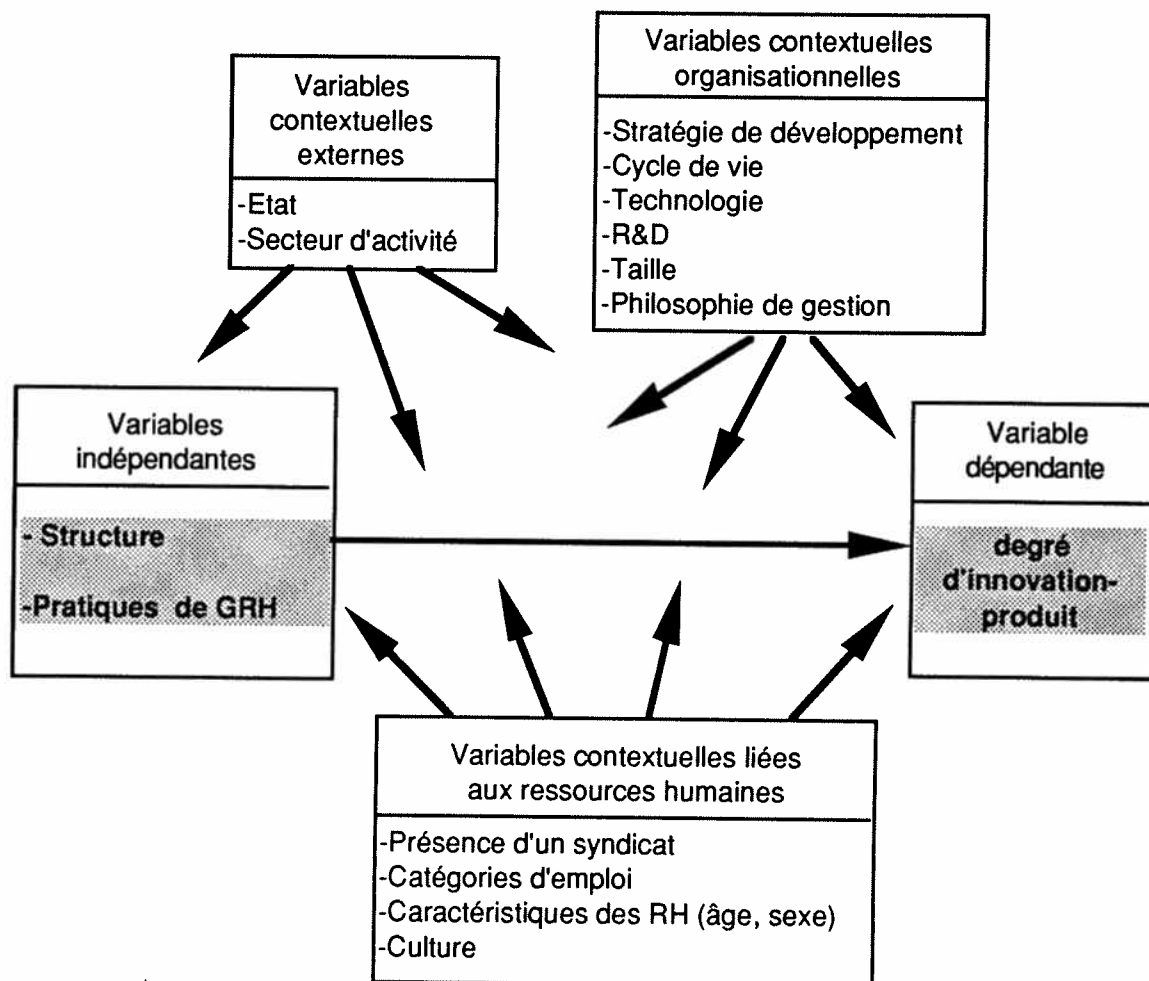 Variables
contextuelles
externes
-Etat
-Secteur d'activité
Variables contextuelles
organisationnelles
-Stratégie de développement
-Cycle de vie
-Technologie
-R&D
-Taille
-Philosophie de gestion
Variables
indépendantes
- Structure
-Pratiques de GRH
Variable
dépendante
degré
d'innovation-
produit
Variables contextuelles liées
aux ressources humaines
-Présence d'un syndicat
-Catégories d'emploi
-Caractéristiques des RH (âge, sexe)
-Culture